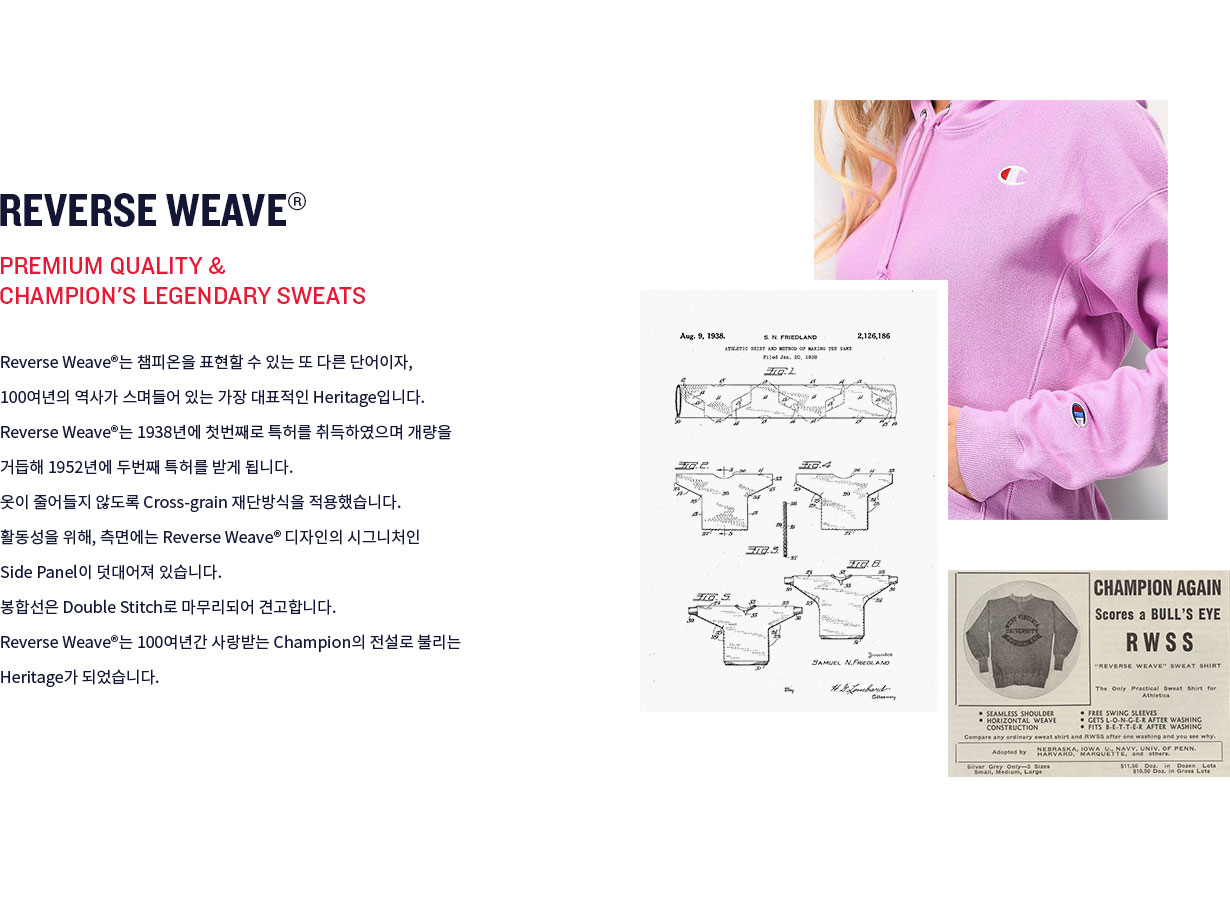 REVERSE WEAVE®
PREMIUM QUALITY &
CHAMPION'S LEGENDARY SWEATS
Reverse Weave®는 챔피온을 표현할 수 있는 또 다른 단어이자,
100여년의 역사가 스며들어 있는 가장 대표적인 Heritage입니다.
Reverse Weave®는 1938년에 첫번째로 특허를 취득하였으며 개량을
거듭해 1952년에 두번째 특허를 받게 됩니다.
옷이 줄어들지 않도록 Cross-grain 재단방식을 적용했습니다.
활동성을 위해, 측면에는 Reverse Weave® 디자인의 시그니처인
Side Panel이 덧대어져 있습니다.
봉합선은 Double Stitch로 마무리되어 견고합니다.
Reverse Weave®는 100여년간 사랑받는 Champion의 전설로 불리는
Heritage가 되었습니다.
Aug. 9, 1938.
S. N. FRIEDLAND
2,126,186
ATHLETIC SHIRT AND METHOD OF MAKING THE SAME
Filed Jan. 20, 1938
Fig. 1.
Fig. 2.
Fig. 4
Fig. 3.
Fig. 6.
Fig. 5.
Inventor
SAMUEL N. FRIEDLAND
By
Attorney
CHAMPION AGAIN
Scores a BULL'S EYE
RWSS
"REVERSE WEAVE" SWEAT SHIRT
The Only Practical Sweat Shirt for
Athletics
WEST VIRGINIA
UNIVERSITY
• SEAMLESS SHOULDER
• HORIZONTAL WEAVE
CONSTRUCTION
• FREE SWING SLEEVES
• GETS L-O-N-G-E-R AFTER WASHING
• FITS B-E-T-T-E-R AFTER WASHING
Compare any ordinary sweat shirt and RWSS after one washing and you see why.
Adopted by
NEBRASKA, IOWA U., NAVY, UNIV. OF PENN.
HARVARD, MARQUETTE, and others.
Silver Grey Only—3 Sizes
Small, Medium, Large
$11.50 Doz. in Dozen Lots
$10.50 Doz. in Gross Lots